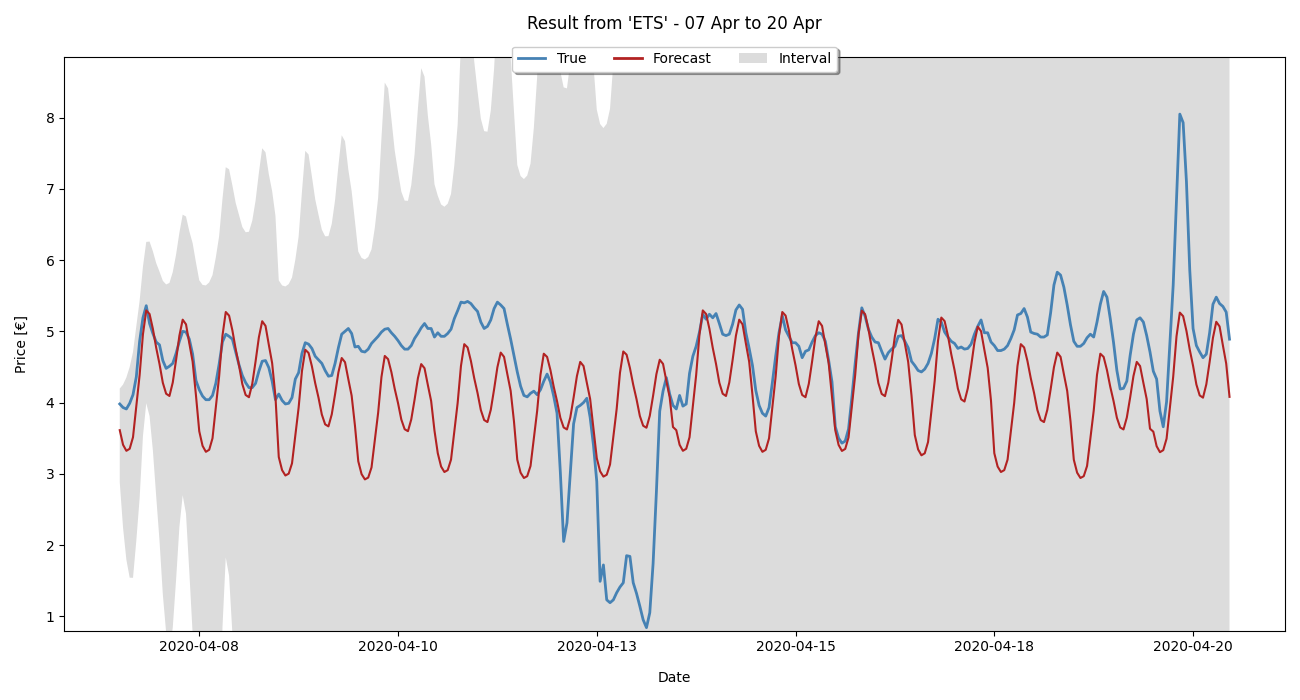 Result from 'ETS' - 07 Apr to 20 Apr
True Forecast Interval
8
7
6
5
4
3
2
1
Price [€]
2020-04-08 2020-04-10 2020-04-13 2020-04-15 2020-04-18 2020-04-20
Date